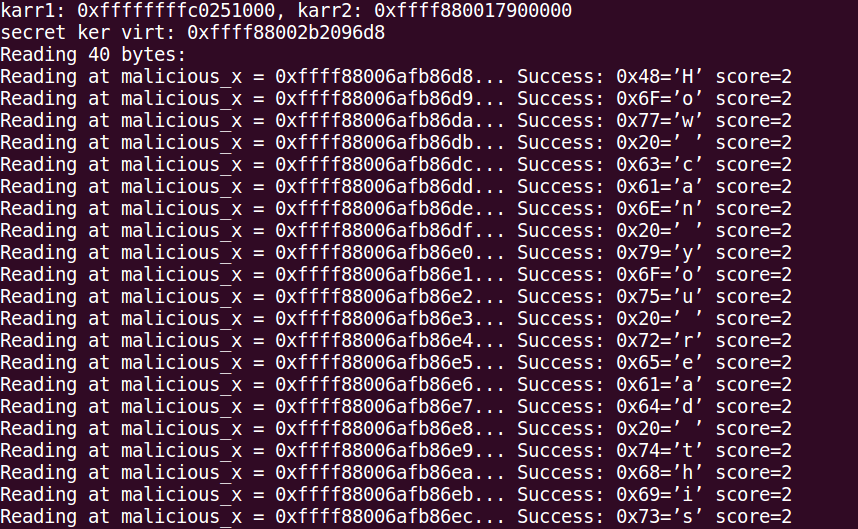 karr1: 0xffffffffc0251000, karr2: 0xffff880017900000
secret ker virt: 0xffff88002b2096d8
Reading 40 bytes:
Reading at malicious_x = 0xffff88006afb86d8... Success: 0x48=’H’ score=2
Reading at malicious_x = 0xffff88006afb86d9... Success: 0x6F=’o’ score=2
Reading at malicious_x = 0xffff88006afb86da... Success: 0x77=’w’ score=2
Reading at malicious_x = 0xffff88006afb86db... Success: 0x20=’ ’ score=2
Reading at malicious_x = 0xffff88006afb86dc... Success: 0x63=’c’ score=2
Reading at malicious_x = 0xffff88006afb86dd... Success: 0x61=’a’ score=2
Reading at malicious_x = 0xffff88006afb86de... Success: 0x6E=’n’ score=2
Reading at malicious_x = 0xffff88006afb86df... Success: 0x20=’ ’ score=2
Reading at malicious_x = 0xffff88006afb86e0... Success: 0x79=’y’ score=2
Reading at malicious_x = 0xffff88006afb86e1... Success: 0x6F=’o’ score=2
Reading at malicious_x = 0xffff88006afb86e2... Success: 0x75=’u’ score=2
Reading at malicious_x = 0xffff88006afb86e3... Success: 0x20=’ ’ score=2
Reading at malicious_x = 0xffff88006afb86e4... Success: 0x72=’r’ score=2
Reading at malicious_x = 0xffff88006afb86e5... Success: 0x65=’e’ score=2
Reading at malicious_x = 0xffff88006afb86e6... Success: 0x61=’a’ score=2
Reading at malicious_x = 0xffff88006afb86e7... Success: 0x64=’d’ score=2
Reading at malicious_x = 0xffff88006afb86e8... Success: 0x20=’ ’ score=2
Reading at malicious_x = 0xffff88006afb86e9... Success: 0x74=’t’ score=2
Reading at malicious_x = 0xffff88006afb86ea... Success: 0x68=’h’ score=2
Reading at malicious_x = 0xffff88006afb86eb... Success: 0x69=’i’ score=2
Reading at malicious_x = 0xffff88006afb86ec... Success: 0x73=’s’ score=2